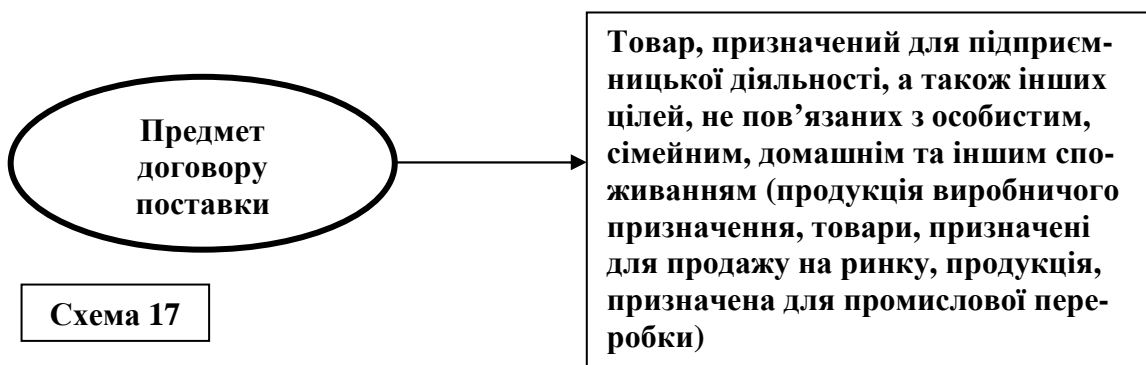 Предмет
договору
поставки
Товар, призначений для підприєм-
ницької діяльності, а також інших
цілей, не пов’язаних з особистим,
сімейним, домашнім та іншим спо-
живанням (продукція виробничого
призначення, товари, призначені
для продажу на ринку, продукція,
призначена для промислової пере-
робки)
Схема 17